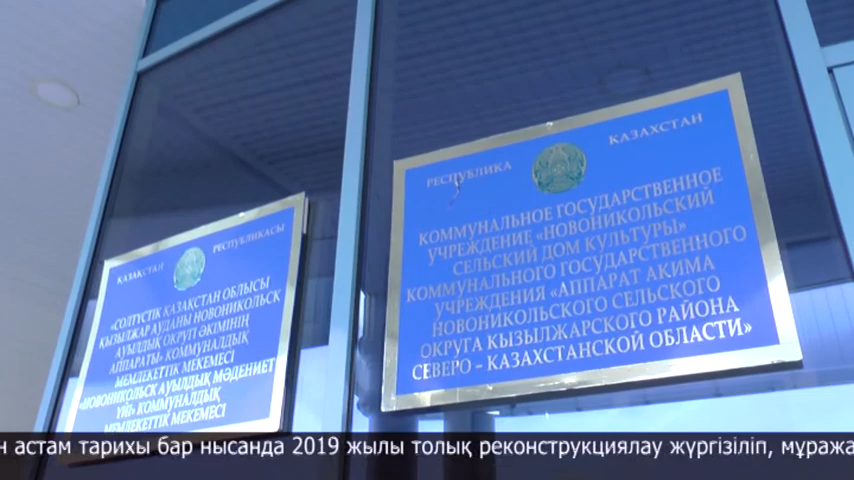 ҚАЗАҚСТАН РЕСПУБЛИКАСЫ
«СОЛТҮСТІК ҚАЗАҚСТАН ОБЛЫСЫ
ҚЫЗЫЛЖАР АУДАНЫ НОВОНИКОЛЬСК
АУЫЛДЫҚ ОКРУГІ ӘКІМІНІҢ
АППАРАТЫ» КОММУНАЛДЫҚ
МЕМЛЕКЕТТІК МЕКЕМЕСІ
«НОВОНИКОЛЬСК АУЫЛДЫҚ МӘДЕНИЕТ
ҮЙІ» КОММУНАЛДЫҚ
МЕМЛЕКЕТТІК МЕКЕМЕСІ
РЕСПУБЛИКА КАЗАХСТАН
КОММУНАЛЬНОЕ ГОСУДАРСТВЕННОЕ
УЧРЕЖДЕНИЕ «НОВОНИКОЛЬСКИЙ
СЕЛЬСКИЙ ДОМ КУЛЬТУРЫ»
КОММУНАЛЬНОГО ГОСУДАРСТВЕННОГО
УЧРЕЖДЕНИЯ «АППАРАТ АКИМА
НОВОНИКОЛЬСКОГО СЕЛЬСКОГО
ОКРУГА КЫЗЫЛЖАРСКОГО РАЙОНА
СЕВЕРО - КАЗАХСТАНСКОЙ ОБЛАСТИ»
н астам тарихы бар нысанда 2019 жылы толық реконструкциялау жүргізіліп, мұража